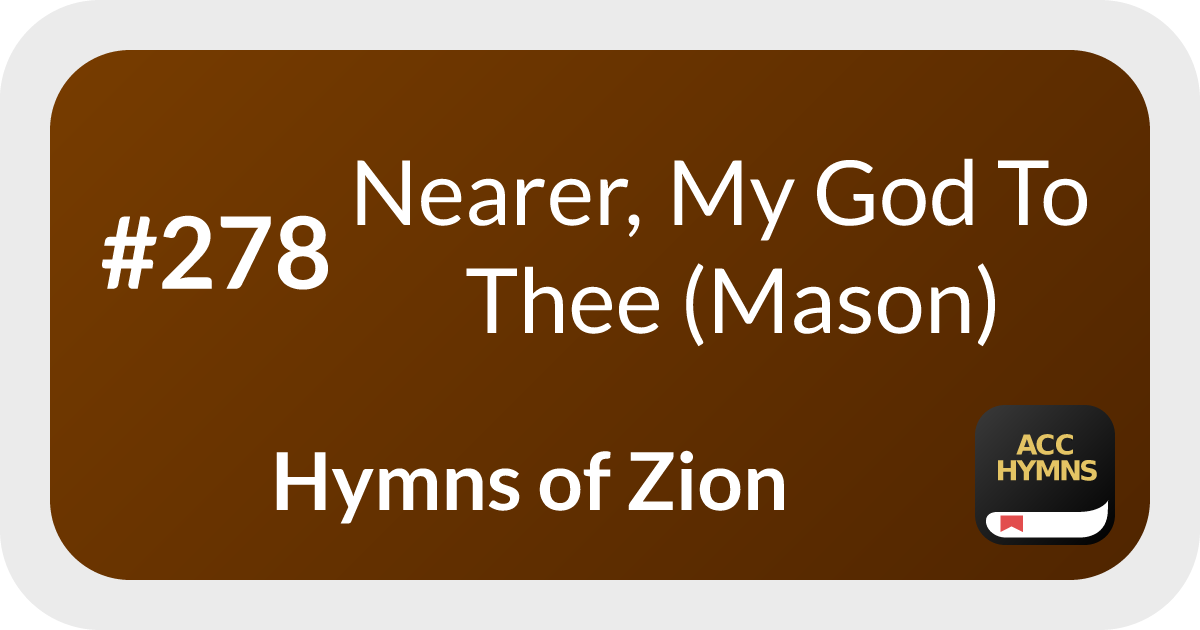 #278
Nearer, My God To
Thee (Mason)
Hymns of Zion
ACC
HYMNS